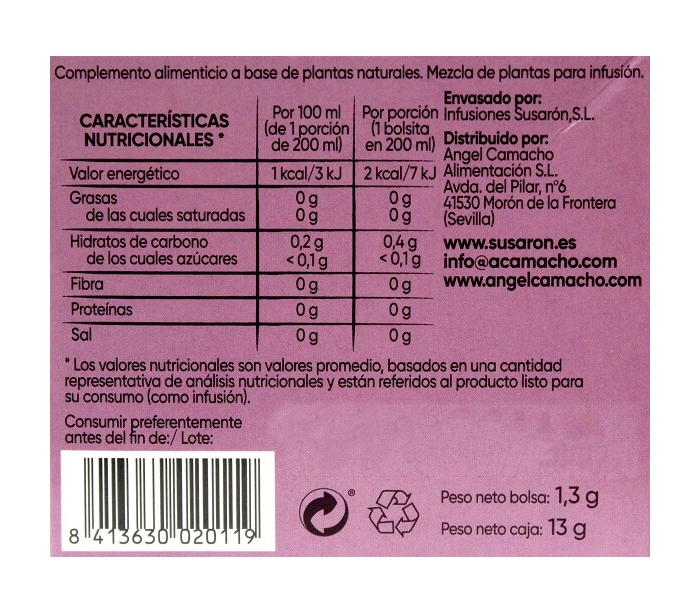 Complemento alimenticio a base de plantas naturales. Mezcla de plantas para infusión.
CARACTERÍSTICAS
NUTRICIONALES *
Por 100 ml
(de 1 porción
de 200 ml)
Por porción
(1 bolsita
en 200 ml)
Valor energético 1 kcal/3 kJ 2 kcal/7 kJ
Grasas 0 g 0 g
de las cuales saturadas 0 g 0 g
Hidratos de carbono 0,2 g 0,4 g
de los cuales azúcares <0,1 g <0,1 g
Fibra 0 g 0 g
Proteínas 0 g 0 g
Sal 0 g 0 g
Envasado por:
Infusiones Susarón,S.L.
Distribuido por:
Angel Camacho
Alimentación S.L.
Avda. del Pilar, nº6
41530 Morón de la Frontera
(Sevilla)
www.susaron.es
info@acamacho.com
www.angelcamacho.com
* Los valores nutricionales son valores promedio, basados en una cantidad
representativa de análisis nutricionales y están referidos al producto listo para
su consumo (como infusión).
Consumir preferentemente
antes del fin de:/ Lote:
8 413630 020119
®
Peso neto bolsa: 1,3 g
Peso neto caja: 13 g